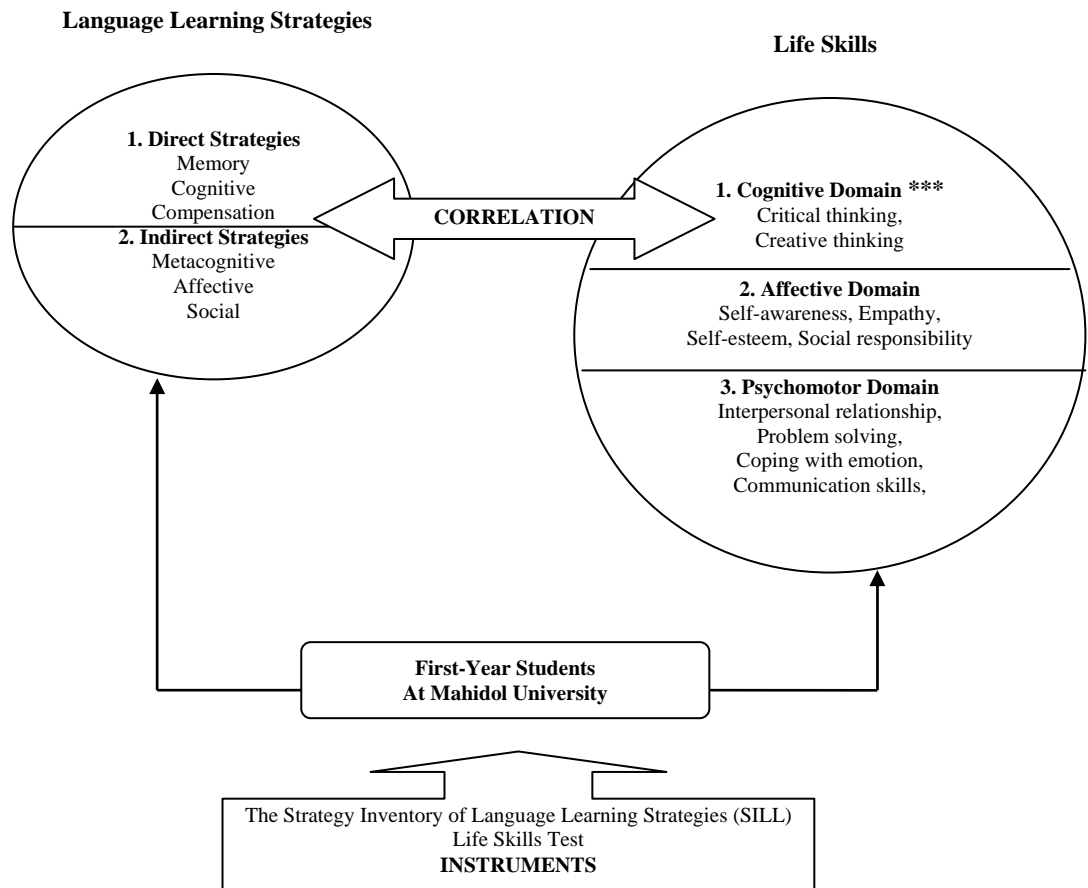 Language Learning Strategies
Life Skills
1. Direct Strategies
Memory
Cognitive
Compensation
2. Indirect Strategies
Metacognitive
Affective
Social
CORRELATION
1. Cognitive Domain ***
Critical thinking,
Creative thinking
2. Affective Domain
Self-awareness, Empathy,
Self-esteem, Social responsibility
3. Psychomotor Domain
Interpersonal relationship,
Problem solving,
Coping with emotion,
Communication skills,
First-Year Students
At Mahidol University
The Strategy Inventory of Language Learning Strategies (SILL)
Life Skills Test
INSTRUMENTS